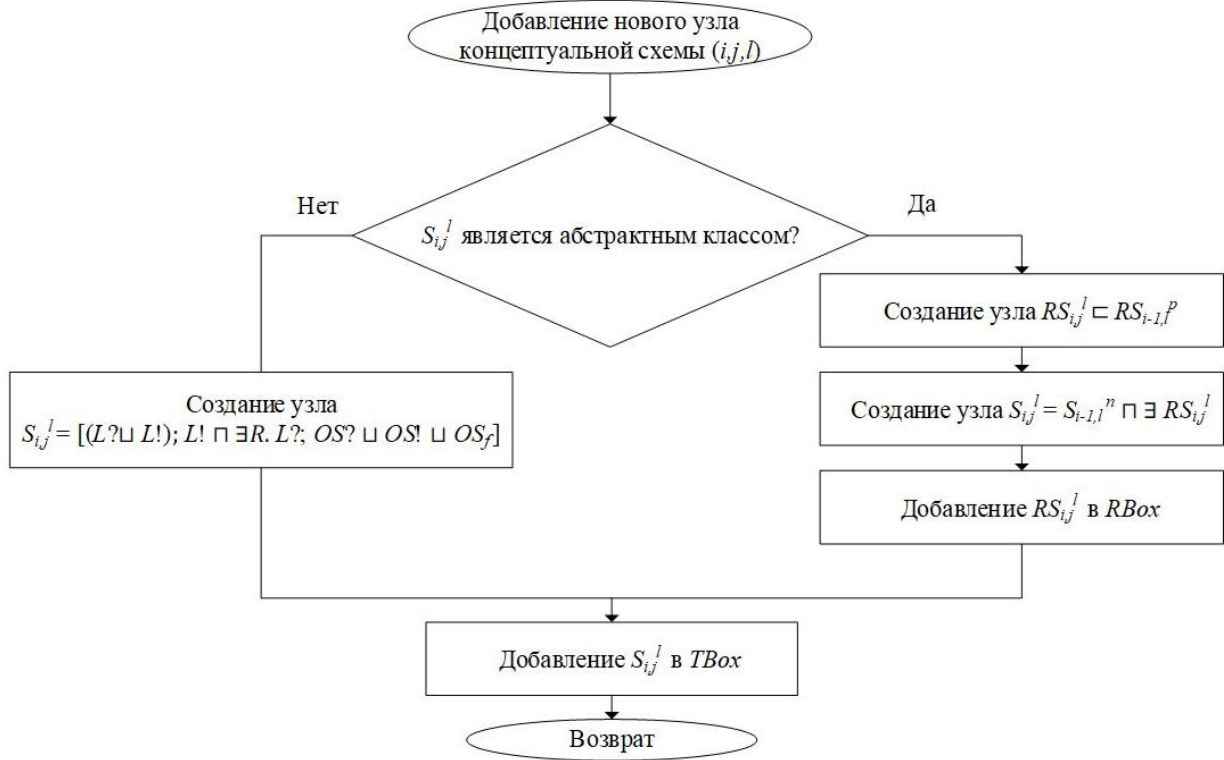 Добавление нового узла
концептуальной схемы (i,j,l)
Нет
Да
S_{i,j}^l является абстрактным классом?
Создание узла RS_{i,j}^l ⊏ RS_{i-1,l}^p
Создание узла
S_{i,j}^l = [(L?⊔ L!); L! ⊓ ∃R. L?; OS? ⊔ OS! ⊔ OS_f]
Создание узла S_{i,j}^l = S_{i-1,l}^n ⊓ ∃ RS_{i,j}^l
Добавление RS_{i,j}^l в RBox
Добавление S_{i,j}^l в TBox
Возврат